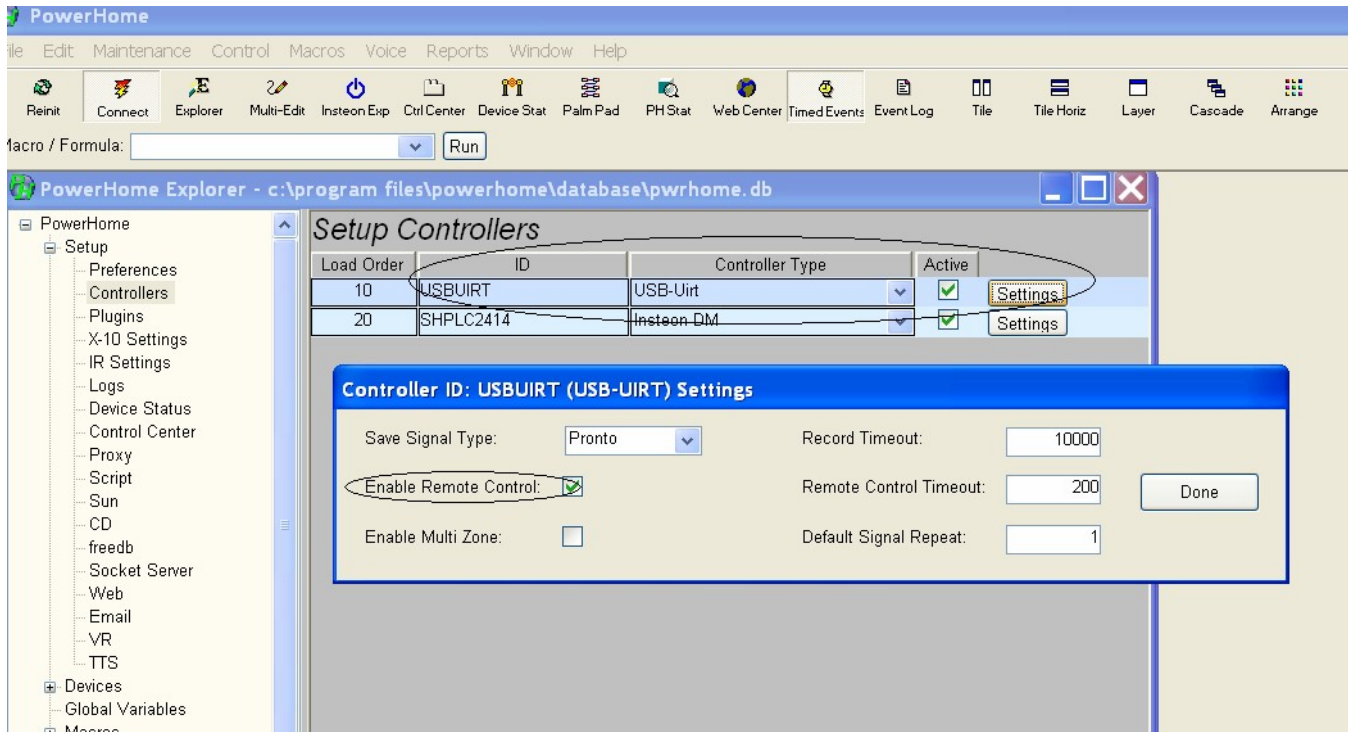 PowerHome
File Edit Maintenance Control Macros Voice Reports Window Help
Reinit Connect Explorer Multi-Edit Insteon Exp Ctrl Center Device Stat Palm Pad PH Stat Web Center Timed Events Event Log Tile Tile Horiz Layer Cascade Arrange
Macro / Formula: Run
PowerHome Explorer - c:\program files\powerhome\database\pwrhome.db
PowerHome
Setup
Preferences
Controllers
Plugins
X-10 Settings
IR Settings
Logs
Device Status
Control Center
Proxy
Script
Sun
CD
freedb
Socket Server
Web
Email
VR
TTS
Devices
Global Variables
Macros
Setup Controllers
Load Order ID Controller Type Active
10 USBUIRT USB-Uirt Settings
20 SHPLC2414 Insteon DM Settings
Controller ID: USBUIRT (USB-UIRT) Settings
Save Signal Type: Pronto Record Timeout: 10000
Enable Remote Control: Remote Control Timeout: 200 Done
Enable Multi Zone: Default Signal Repeat: 1